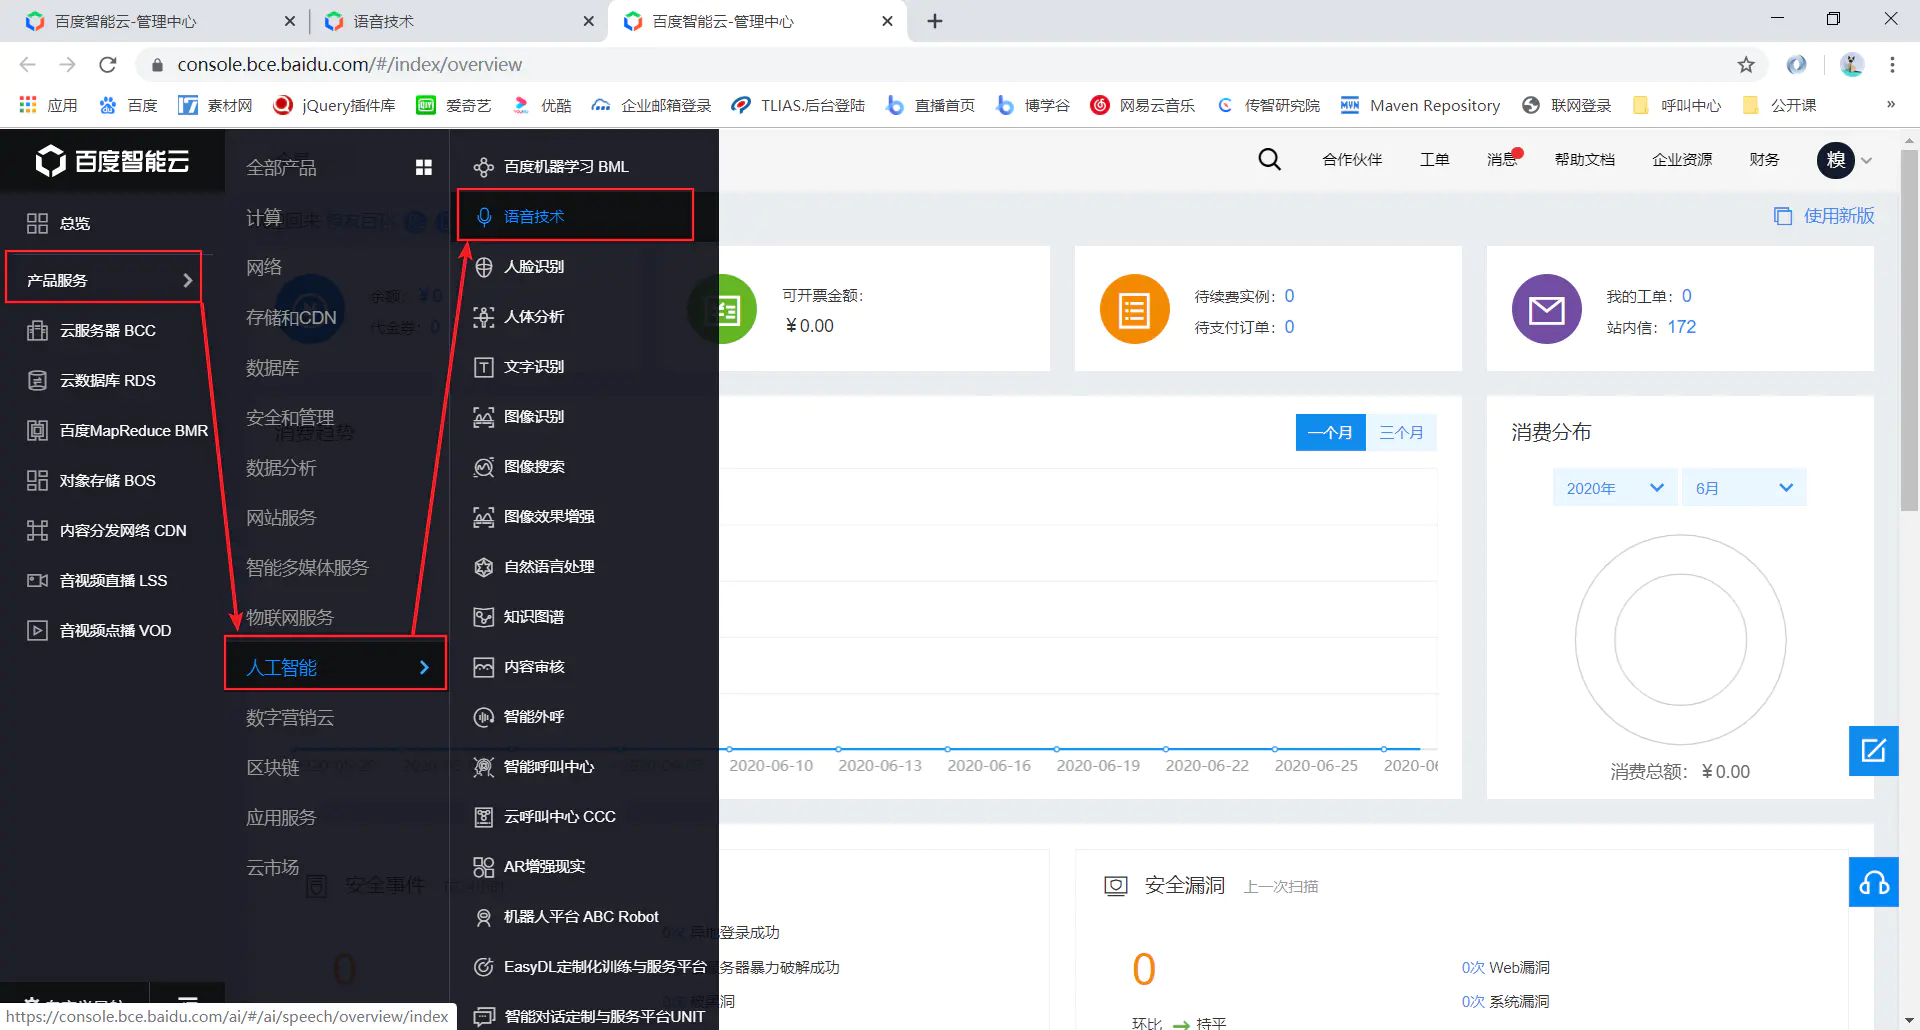 百度智能云-管理中心
语音技术
百度智能云-管理中心
console.bce.baidu.com/#/index/overview
应用
百度
素材网
jQuery插件库
爱奇艺
优酷
企业邮箱登录
TLIAS.后台登陆
直播首页
博学谷
网易云音乐
传智研究院
Maven Repository
联网登录
呼叫中心
公开课
»
百度智能云
总览
产品服务
云服务器 BCC
云数据库 RDS
百度MapReduce BMR
对象存储 BOS
内容分发网络 CDN
音视频直播 LSS
音视频点播 VOD
全部产品
计算
网络
存储和CDN
数据库
安全和管理
数据分析
网站服务
智能多媒体服务
物联网服务
人工智能
数字营销云
区块链
应用服务
云市场
余额: ¥0
代金券: 0
消费趋势
安全事件
0
百度机器学习 BML
语音技术
人脸识别
人体分析
文字识别
图像识别
图像搜索
图像效果增强
自然语言处理
知识图谱
内容审核
智能外呼
智能呼叫中心
云呼叫中心 CCC
AR增强现实
机器人平台 ABC Robot
EasyDL定制化训练与服务平台
智能对话定制与服务平台UNIT
合作伙伴
工单
消息
帮助文档
企业资源
财务
糗
使用新版
可开票金额:
¥0.00
待续费实例: 0
待支付订单: 0
我的工单: 0
站内信: 172
一个月
三个月
2020-06-10
2020-06-13
2020-06-16
2020-06-19
2020-06-22
2020-06-25
2020-06
消费分布
2020年
6月
消费总额: ¥0.00
登录成功
务器暴力破解成功
安全漏洞
上一次扫描
0
0次 Web漏洞
0次 系统漏洞
环比
持平
https://console.bce.baidu.com/ai/#/ai/speech/overview/index